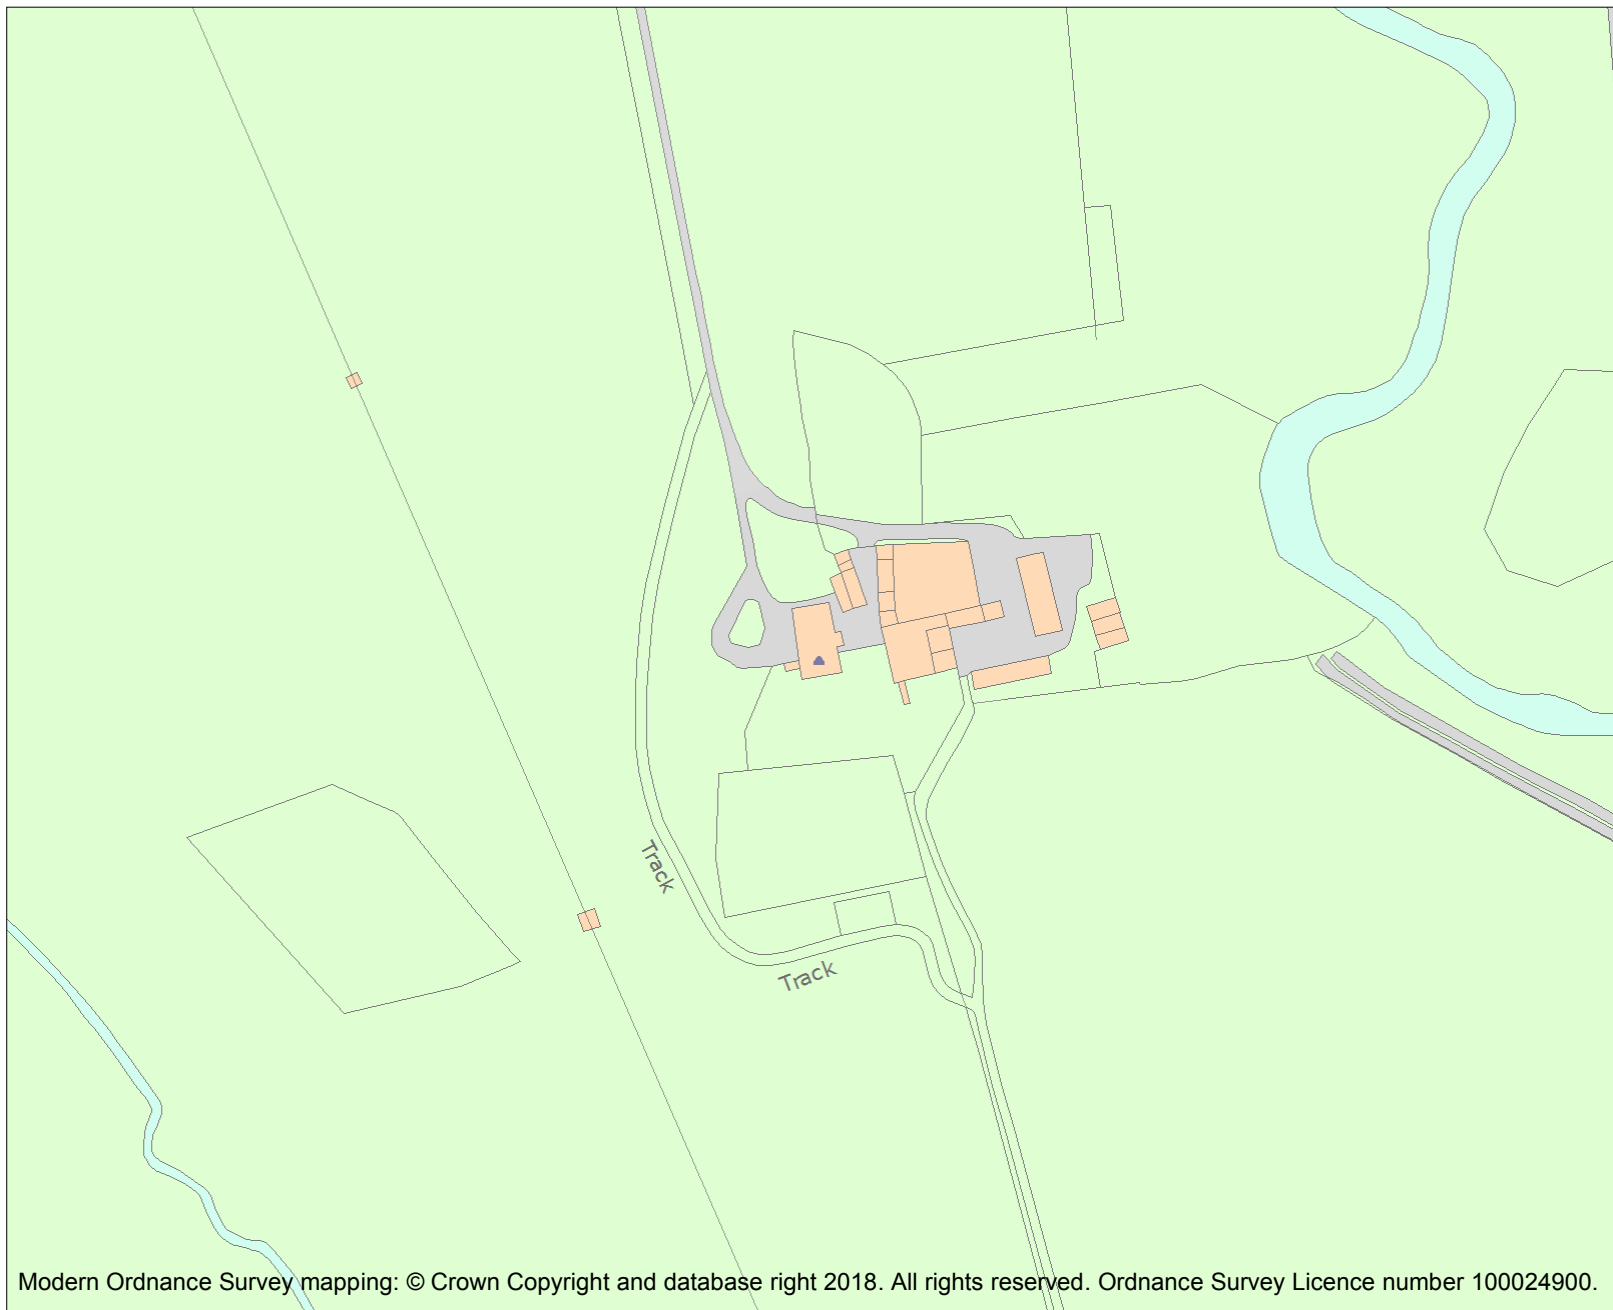 Track
Track
Modern Ordnance Survey mapping: © Crown Copyright and database right 2018. All rights reserved. Ordnance Survey Licence number 100024900.